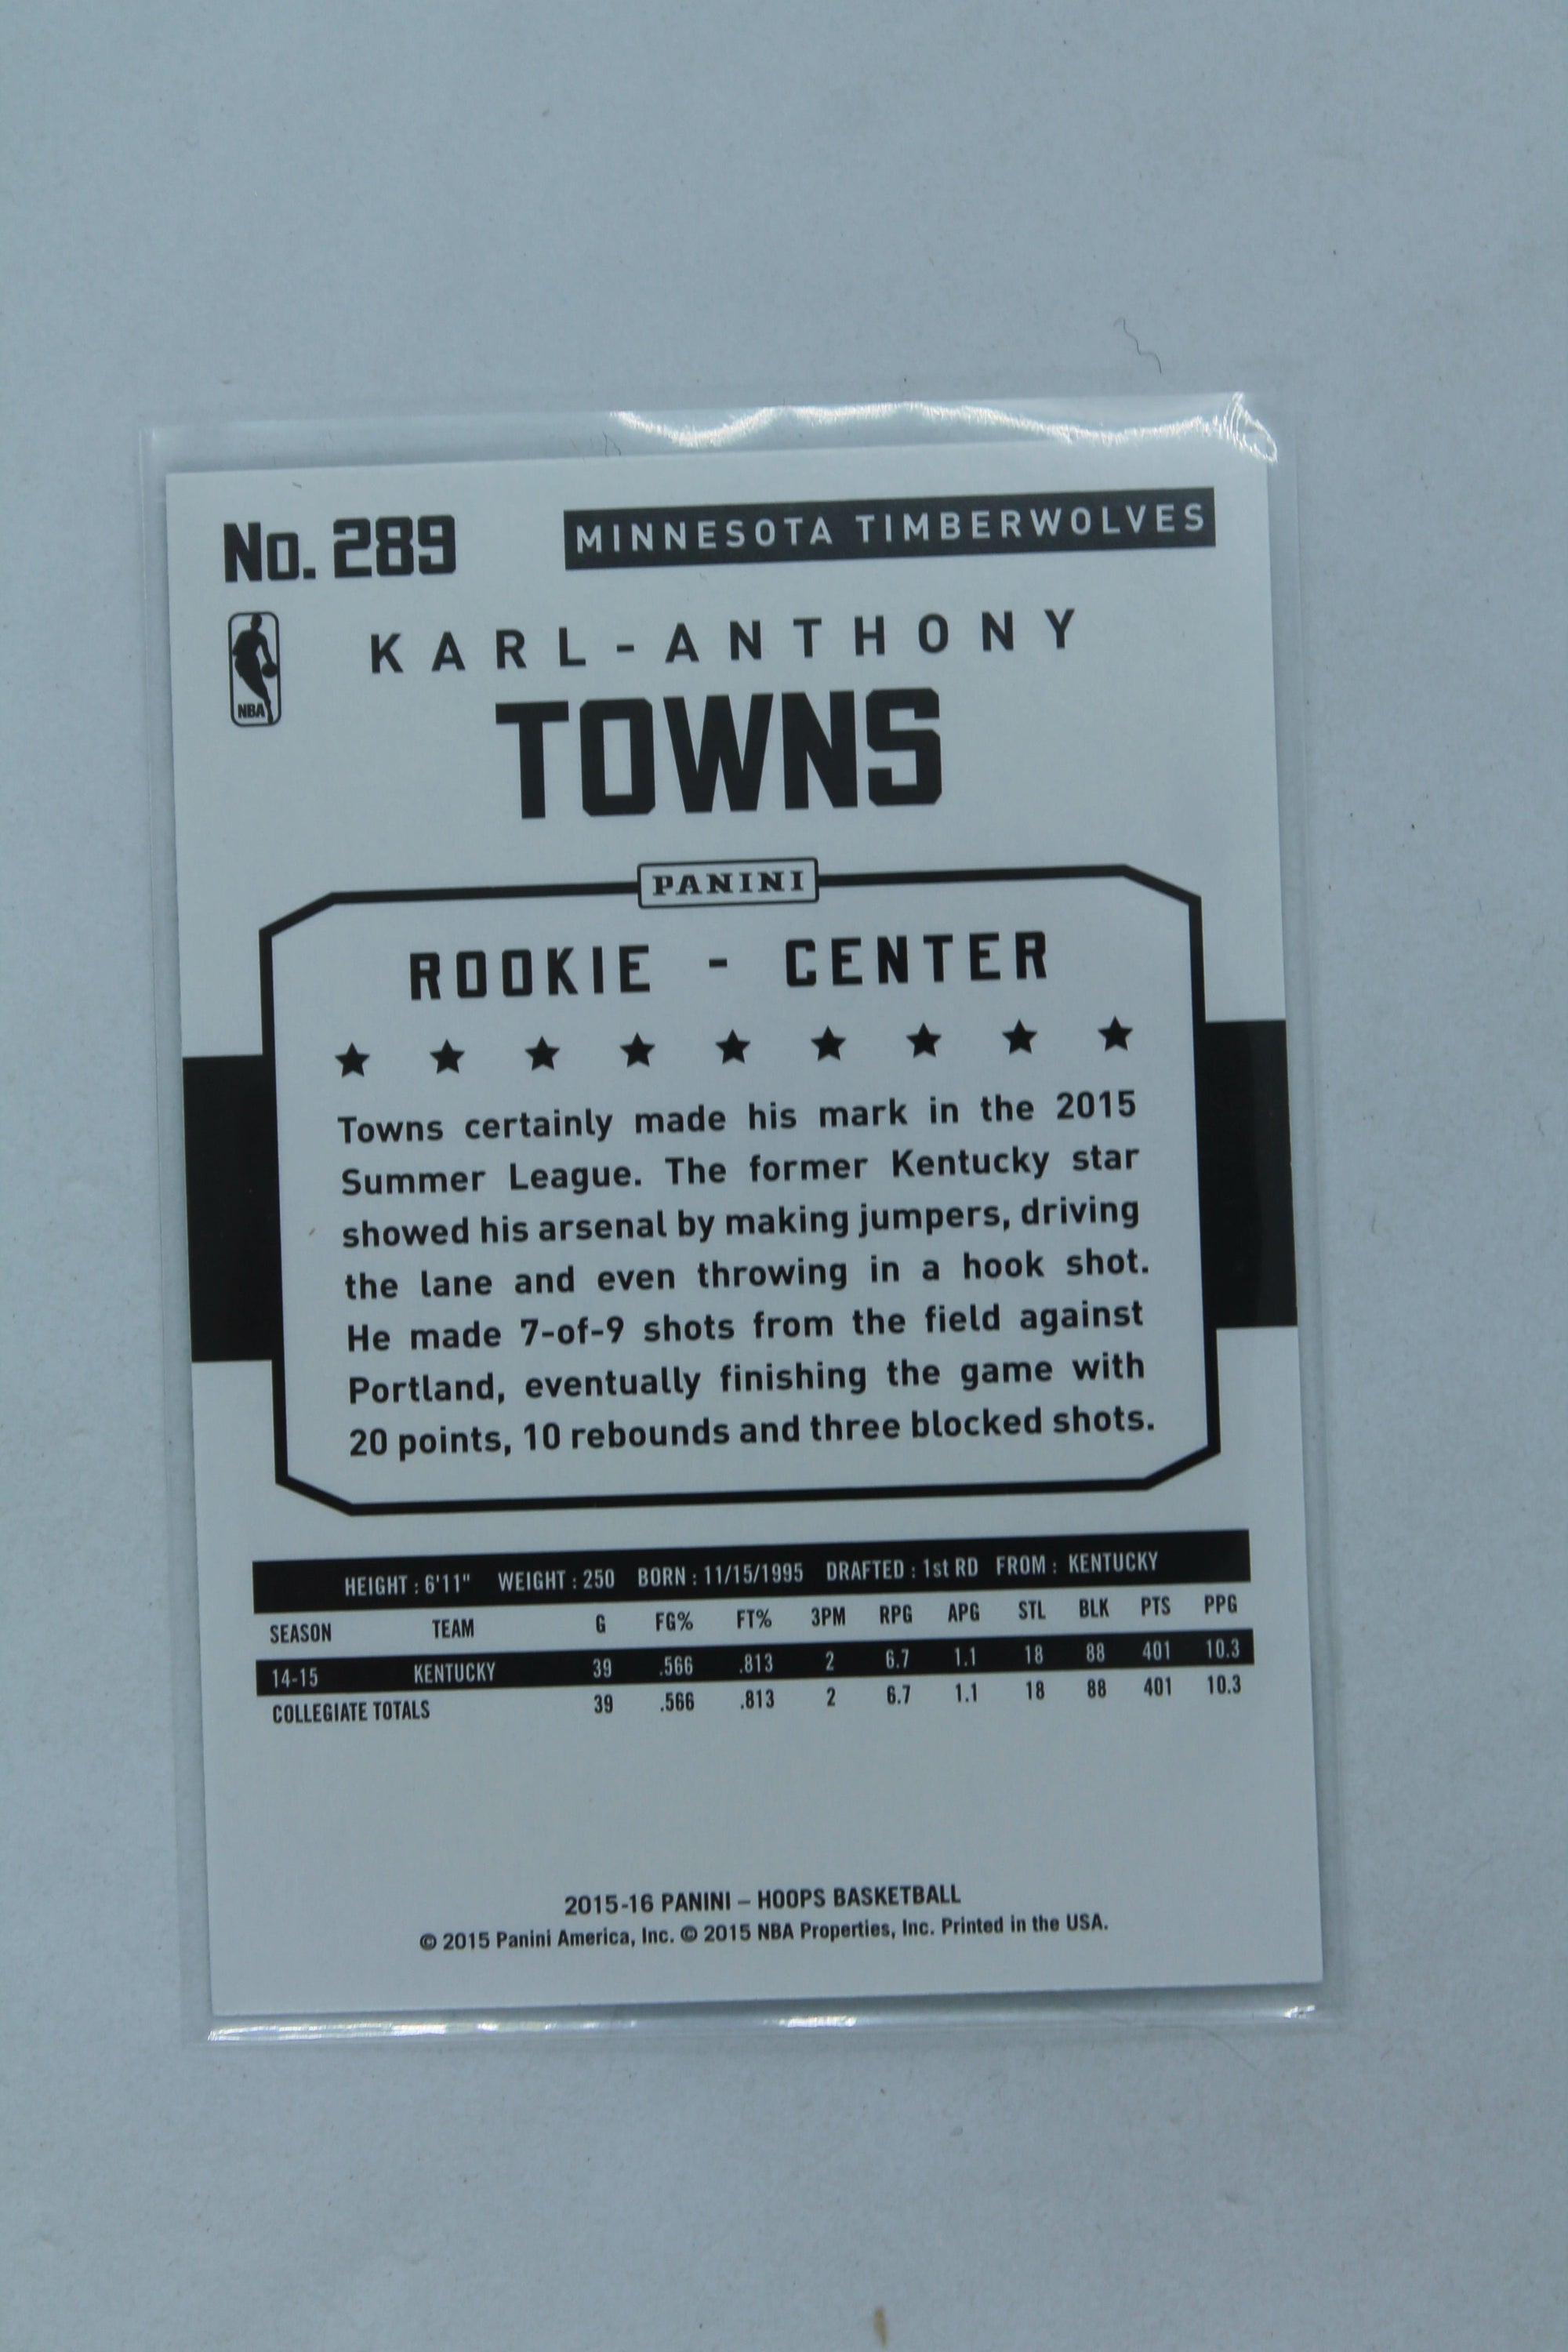 No. 289
MINNESOTA TIMBERWOLVES
NBA
KARL-ANTHONY
TOWNS
PANINI
ROOKIE - CENTER
Towns certainly made his mark in the 2015
Summer League. The former Kentucky star
showed his arsenal by making jumpers, driving
the lane and even throwing in a hook shot.
He made 7-of-9 shots from the field against
Portland, eventually finishing the game with
20 points, 10 rebounds and three blocked shots.
HEIGHT : 6'11" WEIGHT : 250 BORN : 11/15/1995 DRAFTED : 1st RD FROM : KENTUCKY
SEASON TEAM G FG% FT% 3PM RPG APG STL BLK PTS PPG
14-15 KENTUCKY 39 .566 .813 2 6.7 1.1 18 88 401 10.3
COLLEGIATE TOTALS 39 .566 .813 2 6.7 1.1 18 88 401 10.3
2015-16 PANINI – HOOPS BASKETBALL
© 2015 Panini America, Inc. © 2015 NBA Properties, Inc. Printed in the USA.